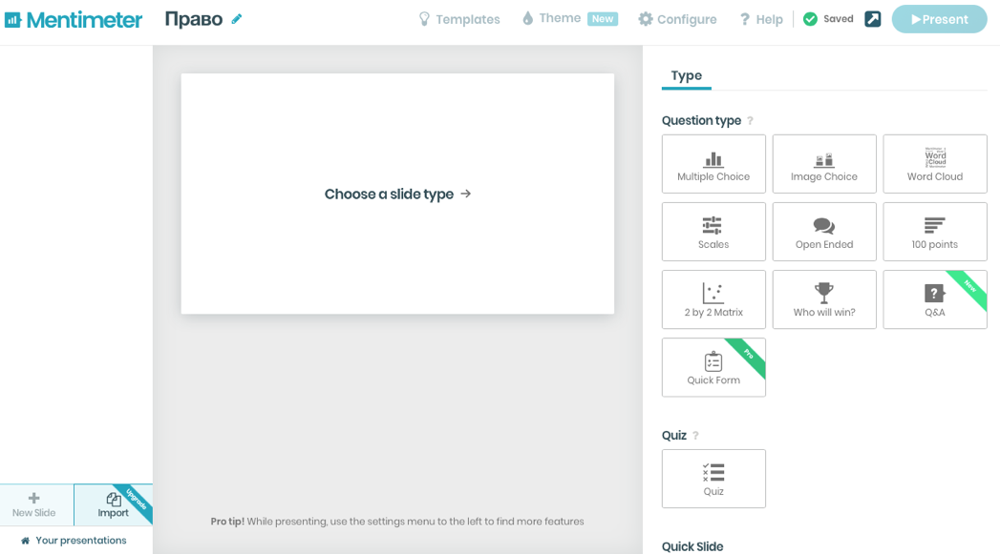 Mentimeter
Право
Templates
Theme New
Configure
? Help
Saved
Present
Type
Choose a slide type →
Question type ?
Multiple Choice
Image Choice
Word Cloud
Word Cloud
Scales
Open Ended
100 points
2 by 2 Matrix
Who will win?
? Q&A
New
Quick Form
Pro
Quiz ?
Quiz
Quick Slide
New Slide
Import
Upgrade
Your presentations
Pro tip! While presenting, use the settings menu to the left to find more features